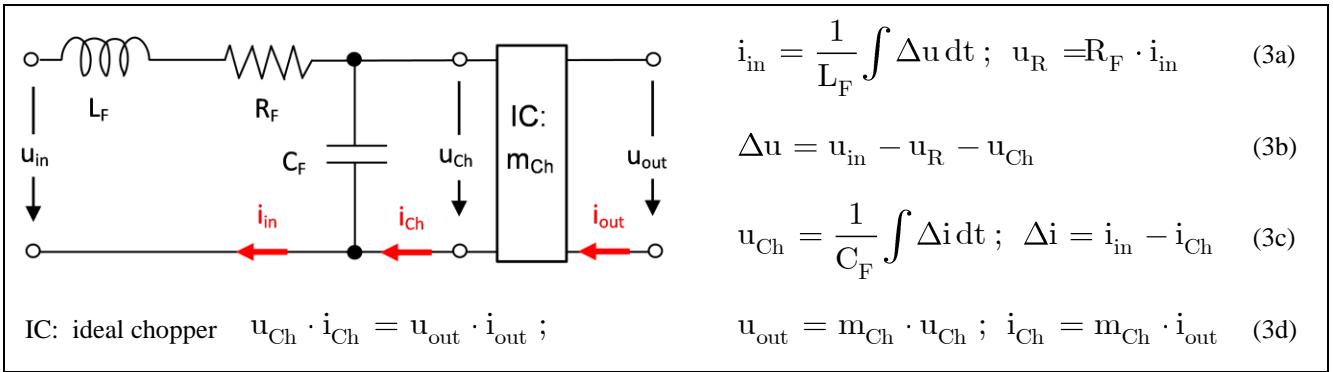 L_F
R_F
C_F
u_in
u_Ch
IC:
m_Ch
u_out
i_in
i_Ch
i_out
i_in = 1/L_F ∫ Δu dt ; u_R = R_F · i_in (3a)
Δu = u_in − u_R − u_Ch (3b)
u_Ch = 1/C_F ∫ Δi dt ; Δi = i_in − i_Ch (3c)
IC: ideal chopper u_Ch · i_Ch = u_out · i_out ;
u_out = m_Ch · u_Ch ; i_Ch = m_Ch · i_out (3d)